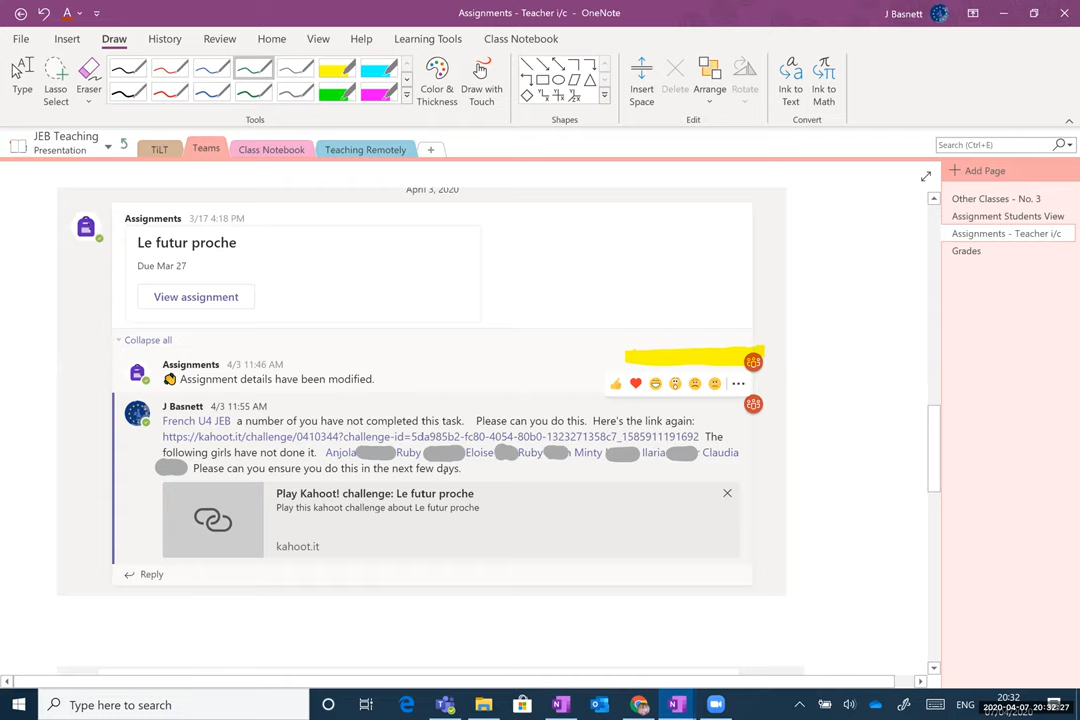 Assignments - Teacher i/c - OneNote
J Basnett
File Insert Draw History Review Home View Help Learning Tools Class Notebook
Type
Lasso Select
Eraser
Color & Thickness
Draw with Touch
Insert Space
Delete
Arrange
Rotate
Ink to Text
Ink to Math
Tools
Shapes
Edit
Convert
JEB Teaching
Presentation
TiLT
Teams
Class Notebook
Teaching Remotely
+
Search (Ctrl+E)
Add Page
Other Classes - No. 3
Assignment Students View
Assignments - Teacher i/c
Grades
April 3, 2020
Assignments 3/17 4:18 PM
Le futur proche
Due Mar 27
View assignment
Collapse all
Assignments 4/3 11:46 AM
Assignment details have been modified.
J Basnett 4/3 11:55 AM
French U4 JEB a number of you have not completed this task. Please can you do this. Here's the link again:
https://kahoot.it/challenge/0410344?challenge-id=5da985b2-fc80-4054-80b0-1323271358c7_1585911191692 The
following girls have not done it. Anjola Ruby Eloise Ruby Minty Ilaria Claudia
Please can you ensure you do this in the next few days.
Play Kahoot! challenge: Le futur proche
Play this kahoot challenge about Le futur proche
kahoot.it
Reply
Type here to search
ENG
20:32
2020-04-07 20:32:27